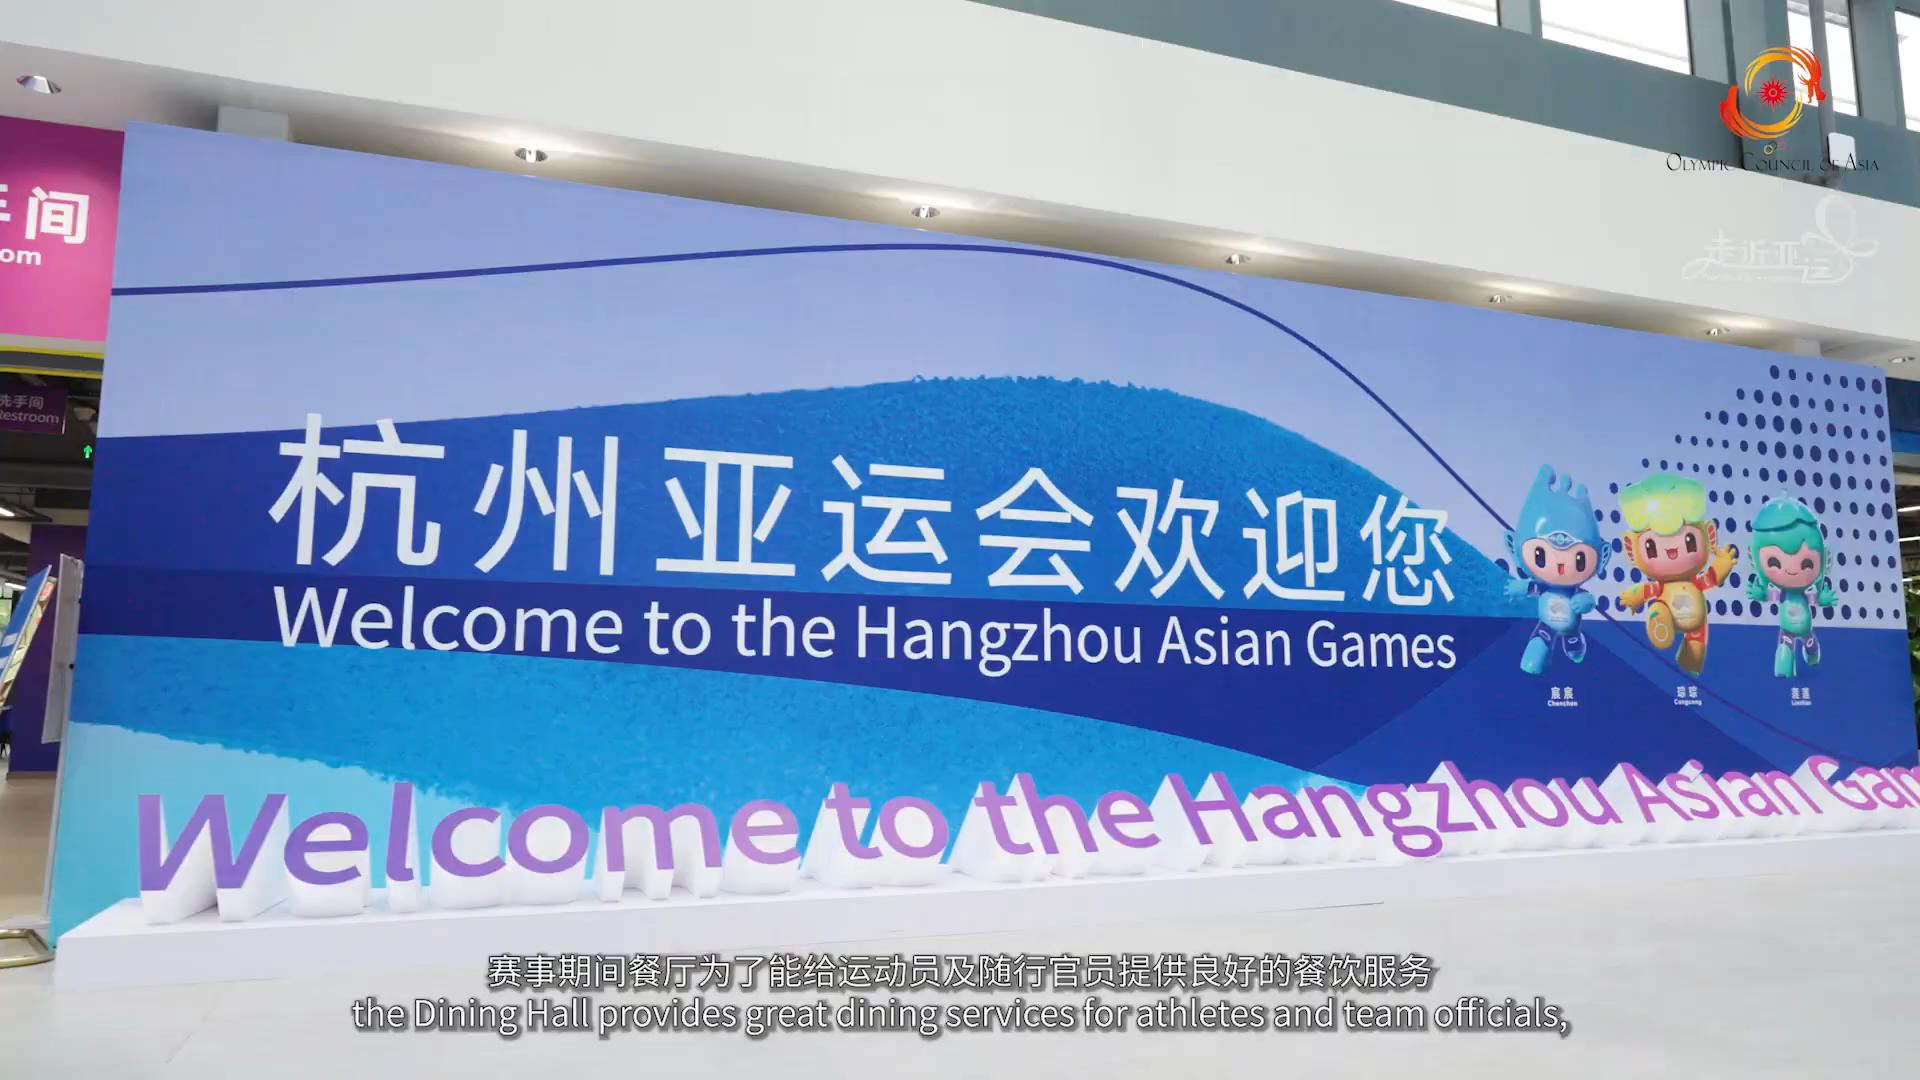 OLYMPIC COUNCIL OF ASIA
走近亚运
手间
om
洗手间
Restroom
杭州亚运会欢迎您
Welcome to the Hangzhou Asian Games
宸宸
Chenchen
琮琮
Congcong
莲莲
Lianlian
Welcome to the Hangzhou Asian Gam
赛事期间餐厅为了能给运动员及随行官员提供良好的餐饮服务
the Dining Hall provides great dining services for athletes and team officials,